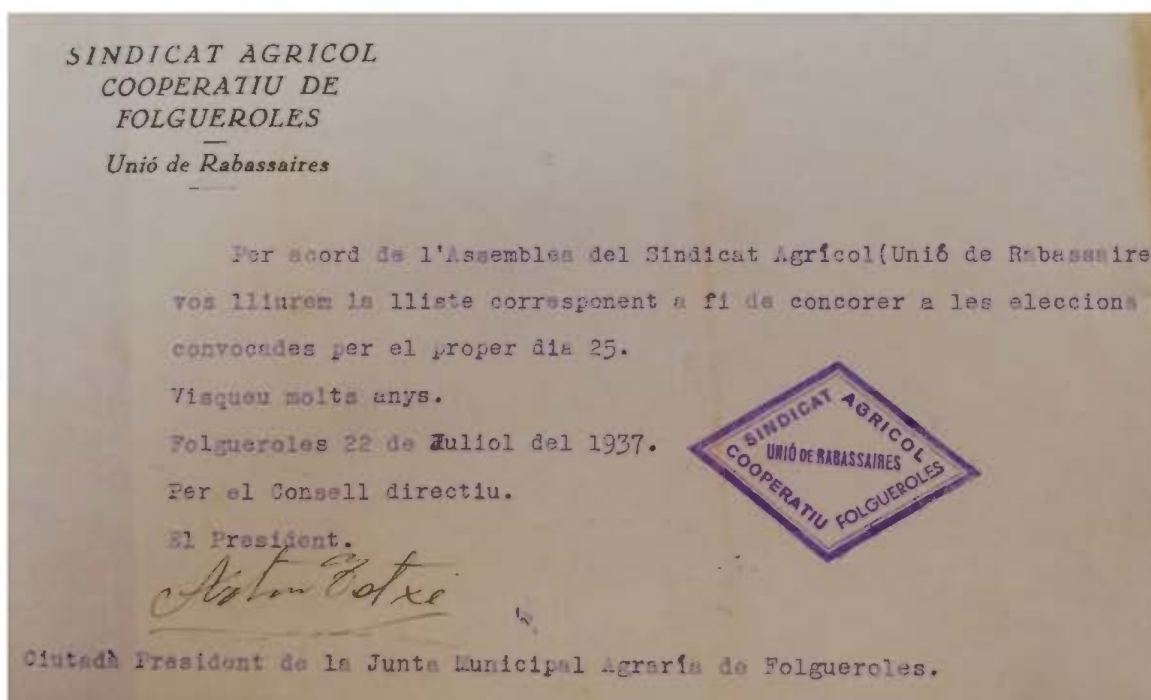 SINDICAT AGRICOL
COOPERATIU DE
FOLGUEROLES
Unió de Rabassaires
Per acord de l'Assemblea del Sindicat Agrícol(Unió de Rabassaire
vos lliurem la lliste corresponent a fi de concorer a les eleccions
convocades per el proper dia 25.
Visqueu molts anys.
Folgueroles 22 de Juliol del 1937.
Per el Consell directiu.
El President.
Ciutadà President de la Junta Municipal Agraría de Folgueroles.
SINDICAT AGRICOL
UNIÓ DE RABASSAIRES
COOPERATIU FOLGUEROLES